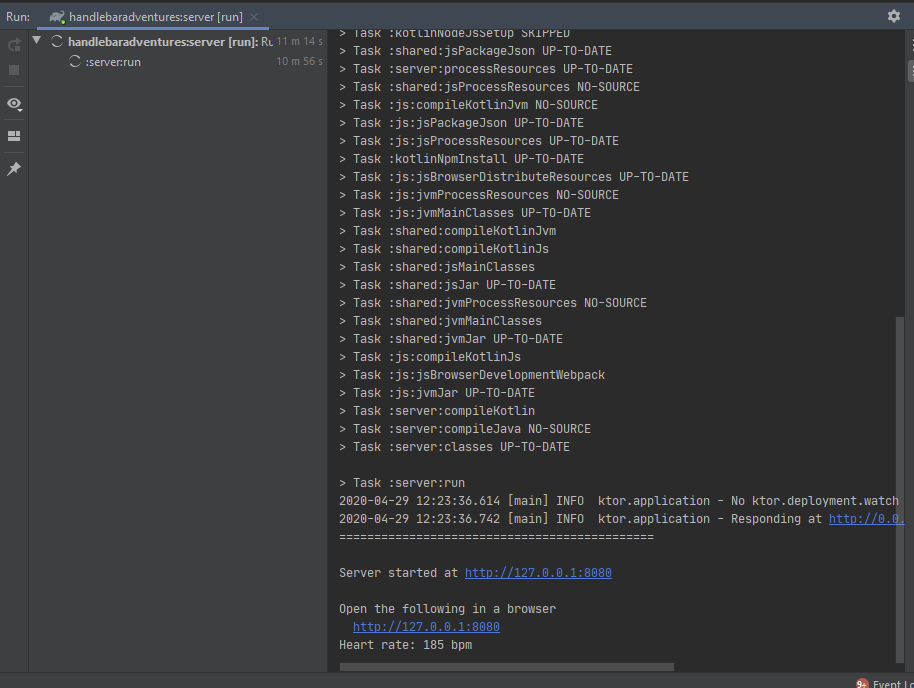 Run: handlebaradventures:server [run]
handlebaradventures:server [run]: Ru 11 m 14 s
:server:run 10 m 56 s
> Task :kotlinNodeJsSetup SKIPPED
> Task :shared:jsPackageJson UP-TO-DATE
> Task :server:processResources UP-TO-DATE
> Task :shared:jsProcessResources NO-SOURCE
> Task :js:compileKotlinJvm NO-SOURCE
> Task :js:jsPackageJson UP-TO-DATE
> Task :js:jsProcessResources UP-TO-DATE
> Task :kotlinNpmInstall UP-TO-DATE
> Task :js:jsBrowserDistributeResources UP-TO-DATE
> Task :js:jvmProcessResources NO-SOURCE
> Task :js:jvmMainClasses UP-TO-DATE
> Task :shared:compileKotlinJvm
> Task :shared:compileKotlinJs
> Task :shared:jsMainClasses
> Task :shared:jsJar UP-TO-DATE
> Task :shared:jvmProcessResources NO-SOURCE
> Task :shared:jvmMainClasses
> Task :shared:jvmJar UP-TO-DATE
> Task :js:compileKotlinJs
> Task :js:jsBrowserDevelopmentWebpack
> Task :js:jvmJar UP-TO-DATE
> Task :server:compileKotlin
> Task :server:compileJava NO-SOURCE
> Task :server:classes UP-TO-DATE
> Task :server:run
2020-04-29 12:23:36.614 [main] INFO  ktor.application - No ktor.deployment.watch
2020-04-29 12:23:36.742 [main] INFO  ktor.application - Responding at http://0.0.
=============================================
Server started at http://127.0.0.1:8080
Open the following in a browser
http://127.0.0.1:8080
Heart rate: 185 bpm
9+ Event Lo